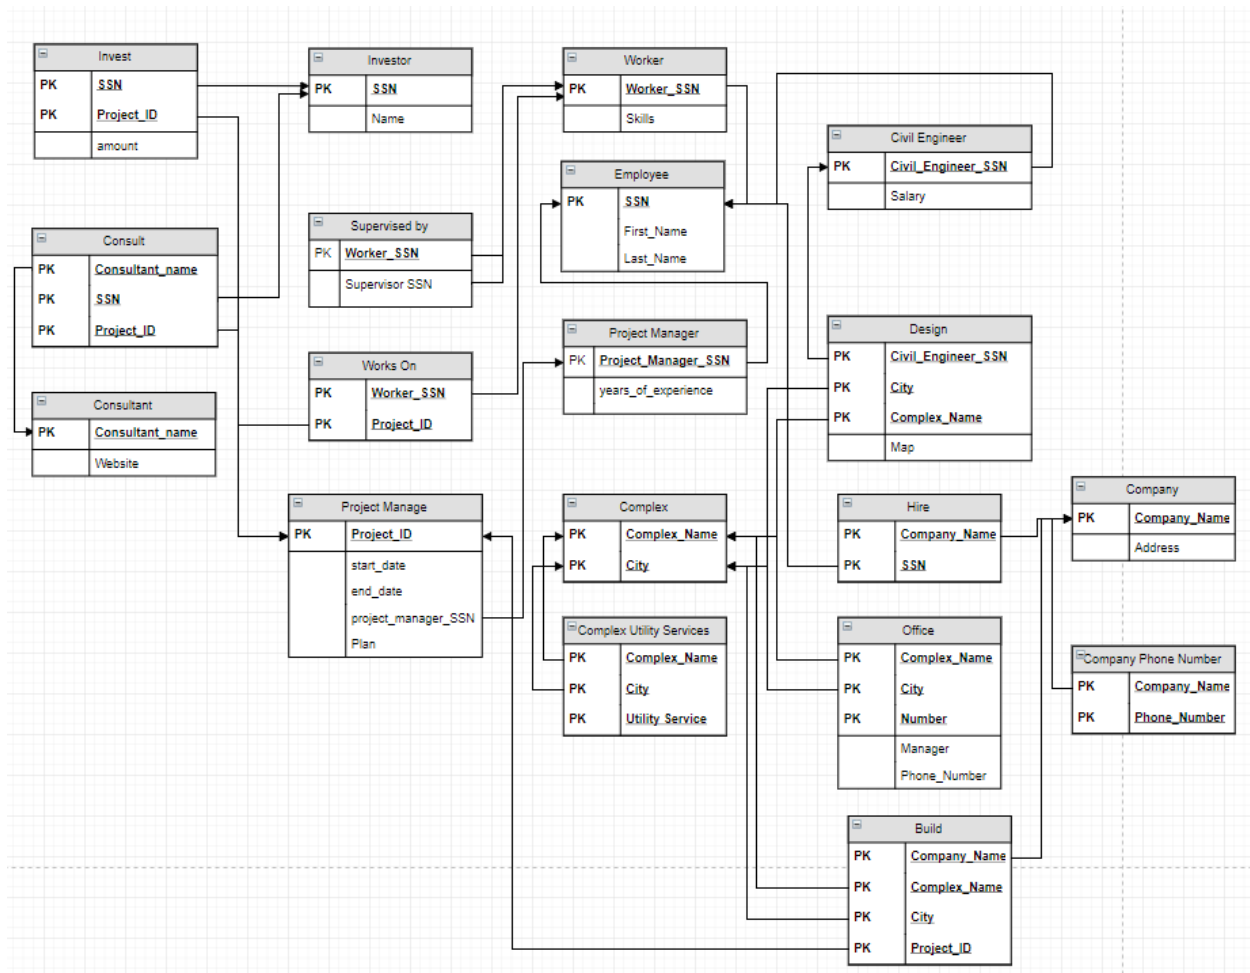 Invest
PK SSN
PK Project_ID
amount
Investor
PK SSN
Name
Worker
PK Worker_SSN
Skills
Civil Engineer
PK Civil_Engineer_SSN
Salary
Employee
PK SSN
First_Name
Last_Name
Supervised by
PK Worker_SSN
Supervisor SSN
Consult
PK Consultant_name
PK SSN
PK Project_ID
Project Manager
PK Project_Manager_SSN
years_of_experience
Design
PK Civil_Engineer_SSN
PK City
PK Complex_Name
Map
Works On
PK Worker_SSN
PK Project_ID
Consultant
PK Consultant_name
Website
Project Manage
PK Project_ID
start_date
end_date
project_manager_SSN
Plan
Complex
PK Complex_Name
PK City
Hire
PK Company_Name
PK SSN
Company
PK Company_Name
Address
Complex Utility Services
PK Complex_Name
PK City
PK Utility Service
Office
PK Complex_Name
PK City
PK Number
Manager
Phone_Number
Company Phone Number
PK Company_Name
PK Phone_Number
Build
PK Company_Name
PK Complex_Name
PK City
PK Project_ID